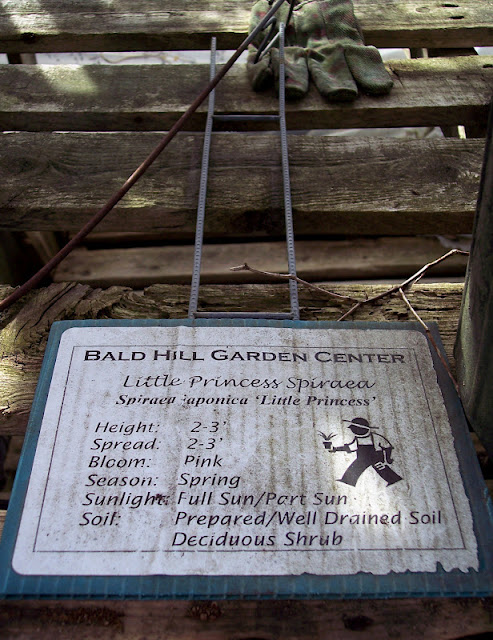 BALD HILL GARDEN CENTER
Little Princess Spiraea
Spiraea japonica 'Little Princess'
Height: 2-3'
Spread: 2-3'
Bloom: Pink
Season: Spring
Sunlight: Full Sun/Part Sun
Soil: Prepared/Well Drained Soil
Deciduous Shrub